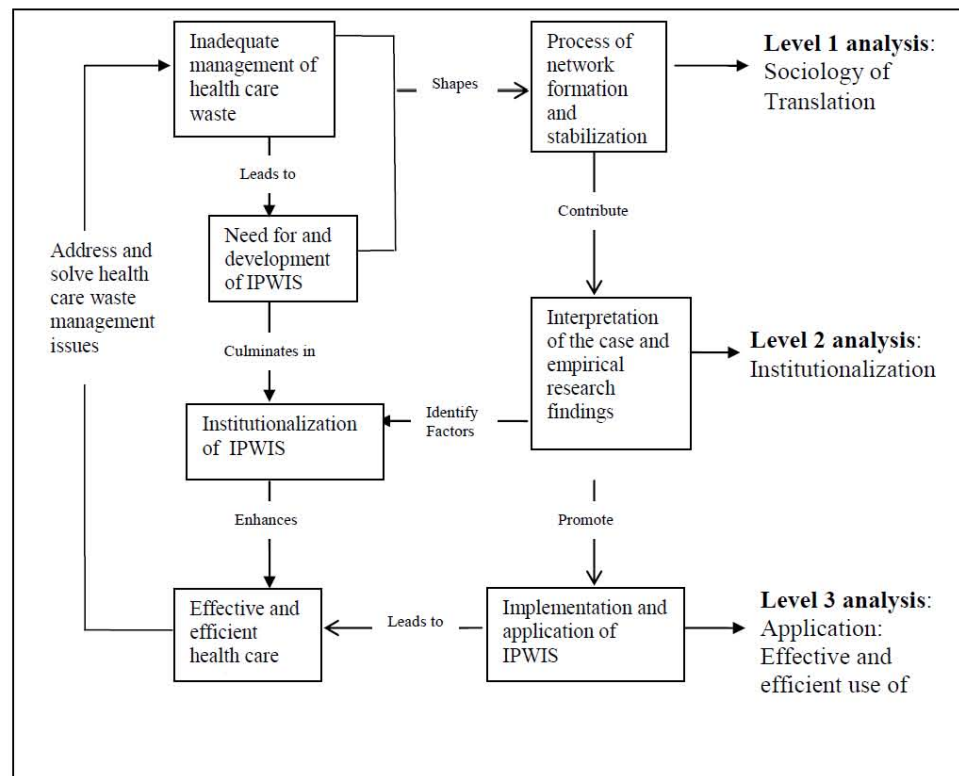 Inadequate
management of
health care
waste
Shapes
Process of
network
formation
and
stabilization
Level 1 analysis:
Sociology of
Translation
Leads to
Contribute
Need for and
development
of IPWIS
Address and
solve health
care waste
management
issues
Interpretation
of the case and
empirical
research
findings
Level 2 analysis:
Institutionalization
Culminates in
Institutionalization
of IPWIS
Identify
Factors
Enhances
Promote
Effective and
efficient
health care
Leads to
Implementation and
application of
IPWIS
Level 3 analysis:
Application:
Effective and
efficient use of